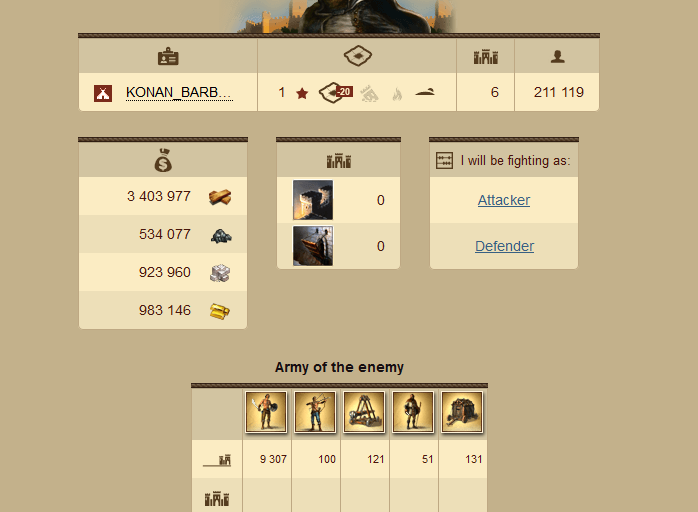 KONAN_BARB... 1 -20 6 211 119
I will be fighting as:
3 403 977 0 Attacker
534 077 0 Defender
923 960
983 146
Army of the enemy
9 307 100 121 51 131